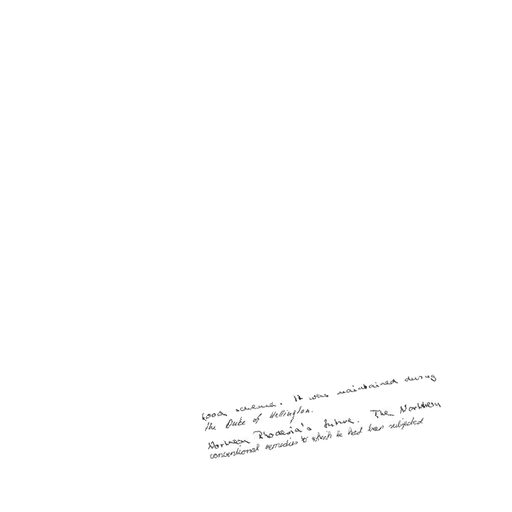 food scheme. It was maintained during
the Duke of Wellington.
Northern Rhodesia's future. The Northern
conventional remedies to which he had been subjected